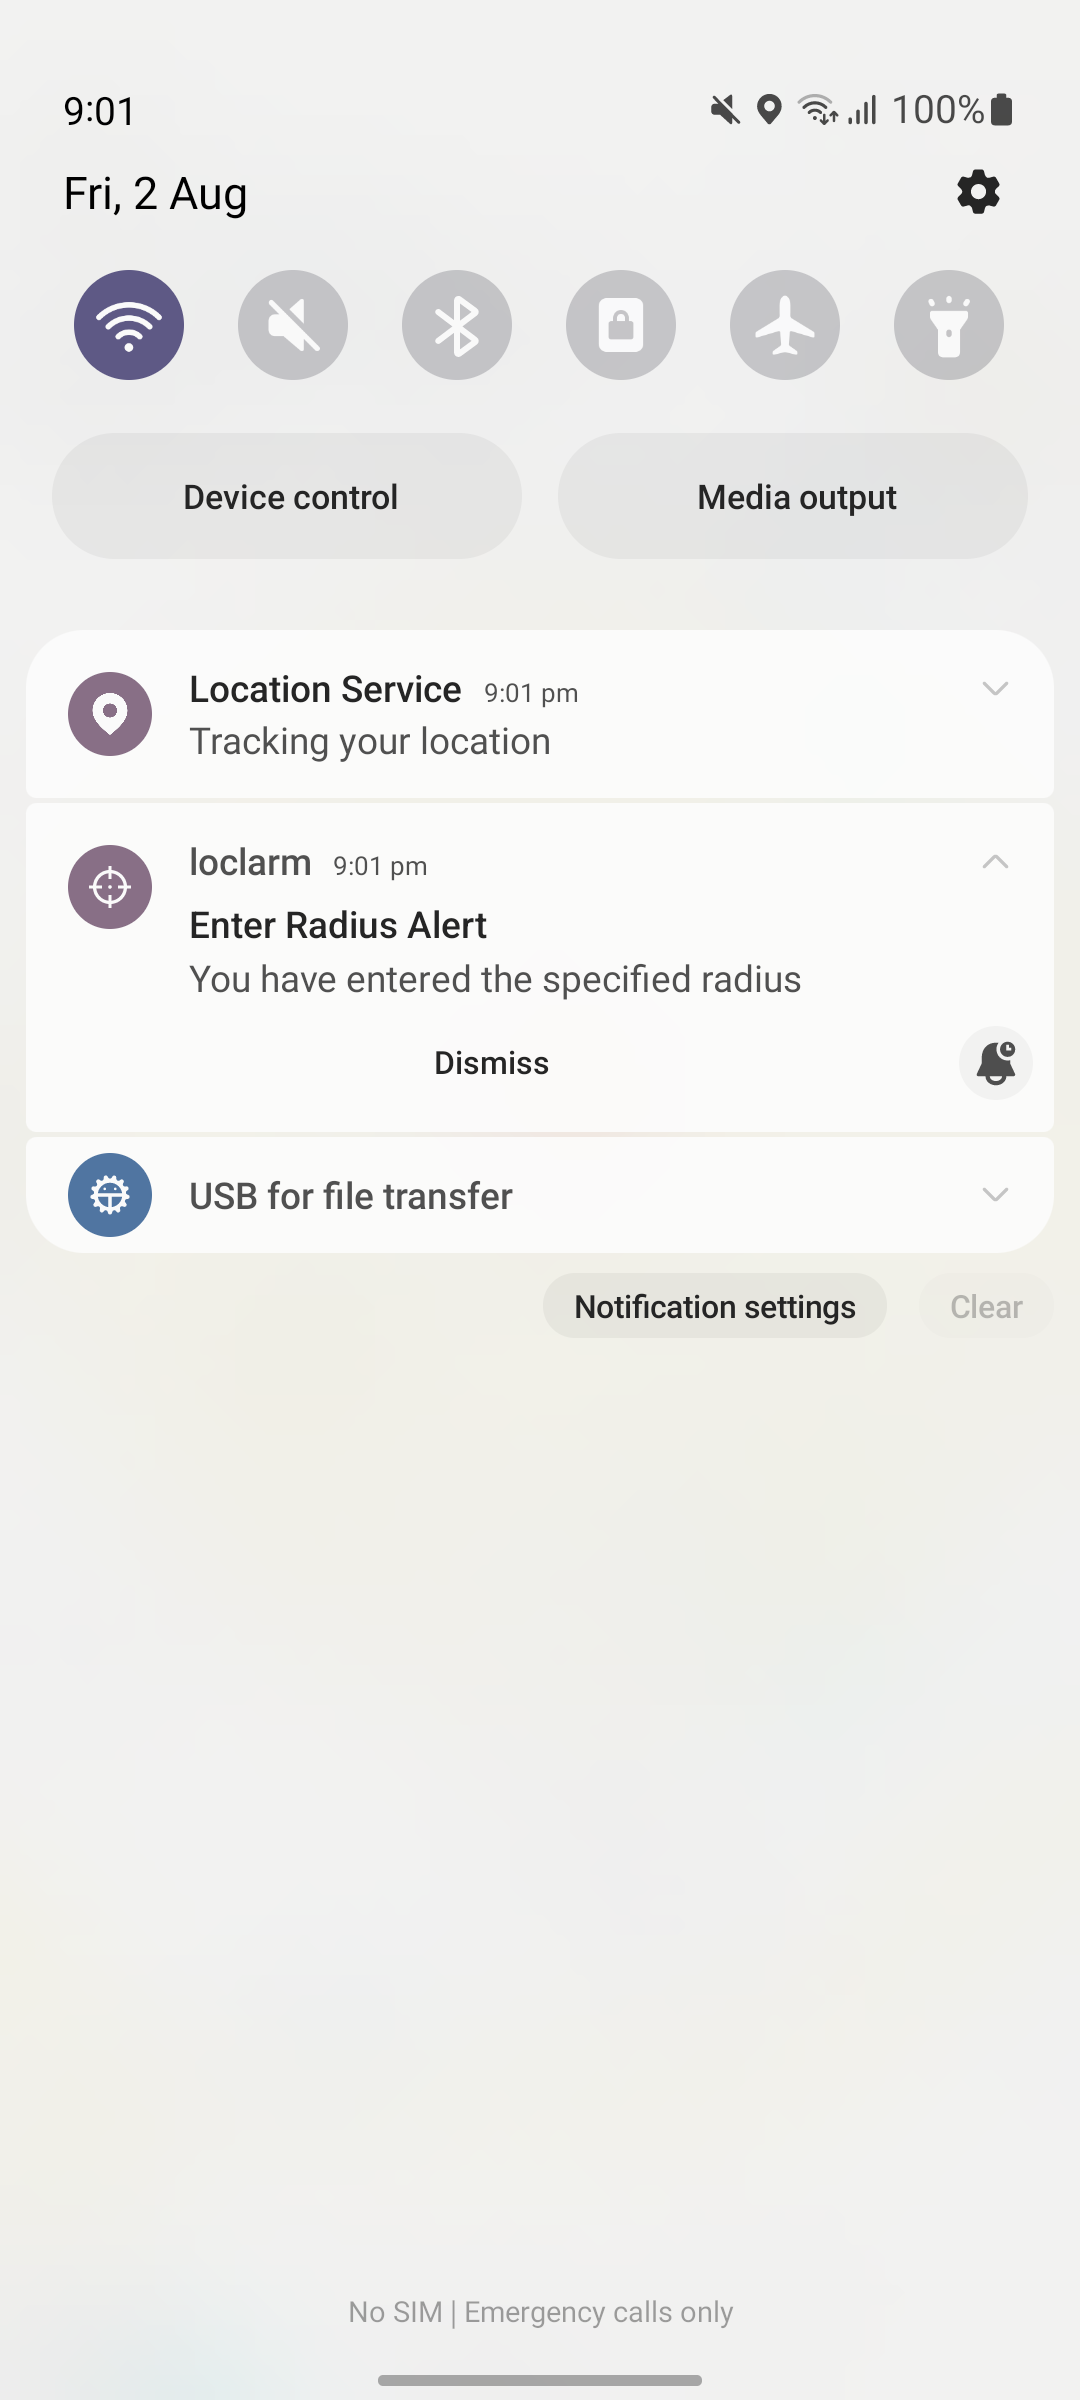 9:01
100%
Fri, 2 Aug
Device control
Media output
Location Service 9:01 pm
Tracking your location
loclarm 9:01 pm
Enter Radius Alert
You have entered the specified radius
Dismiss
USB for file transfer
Notification settings
Clear
No SIM | Emergency calls only